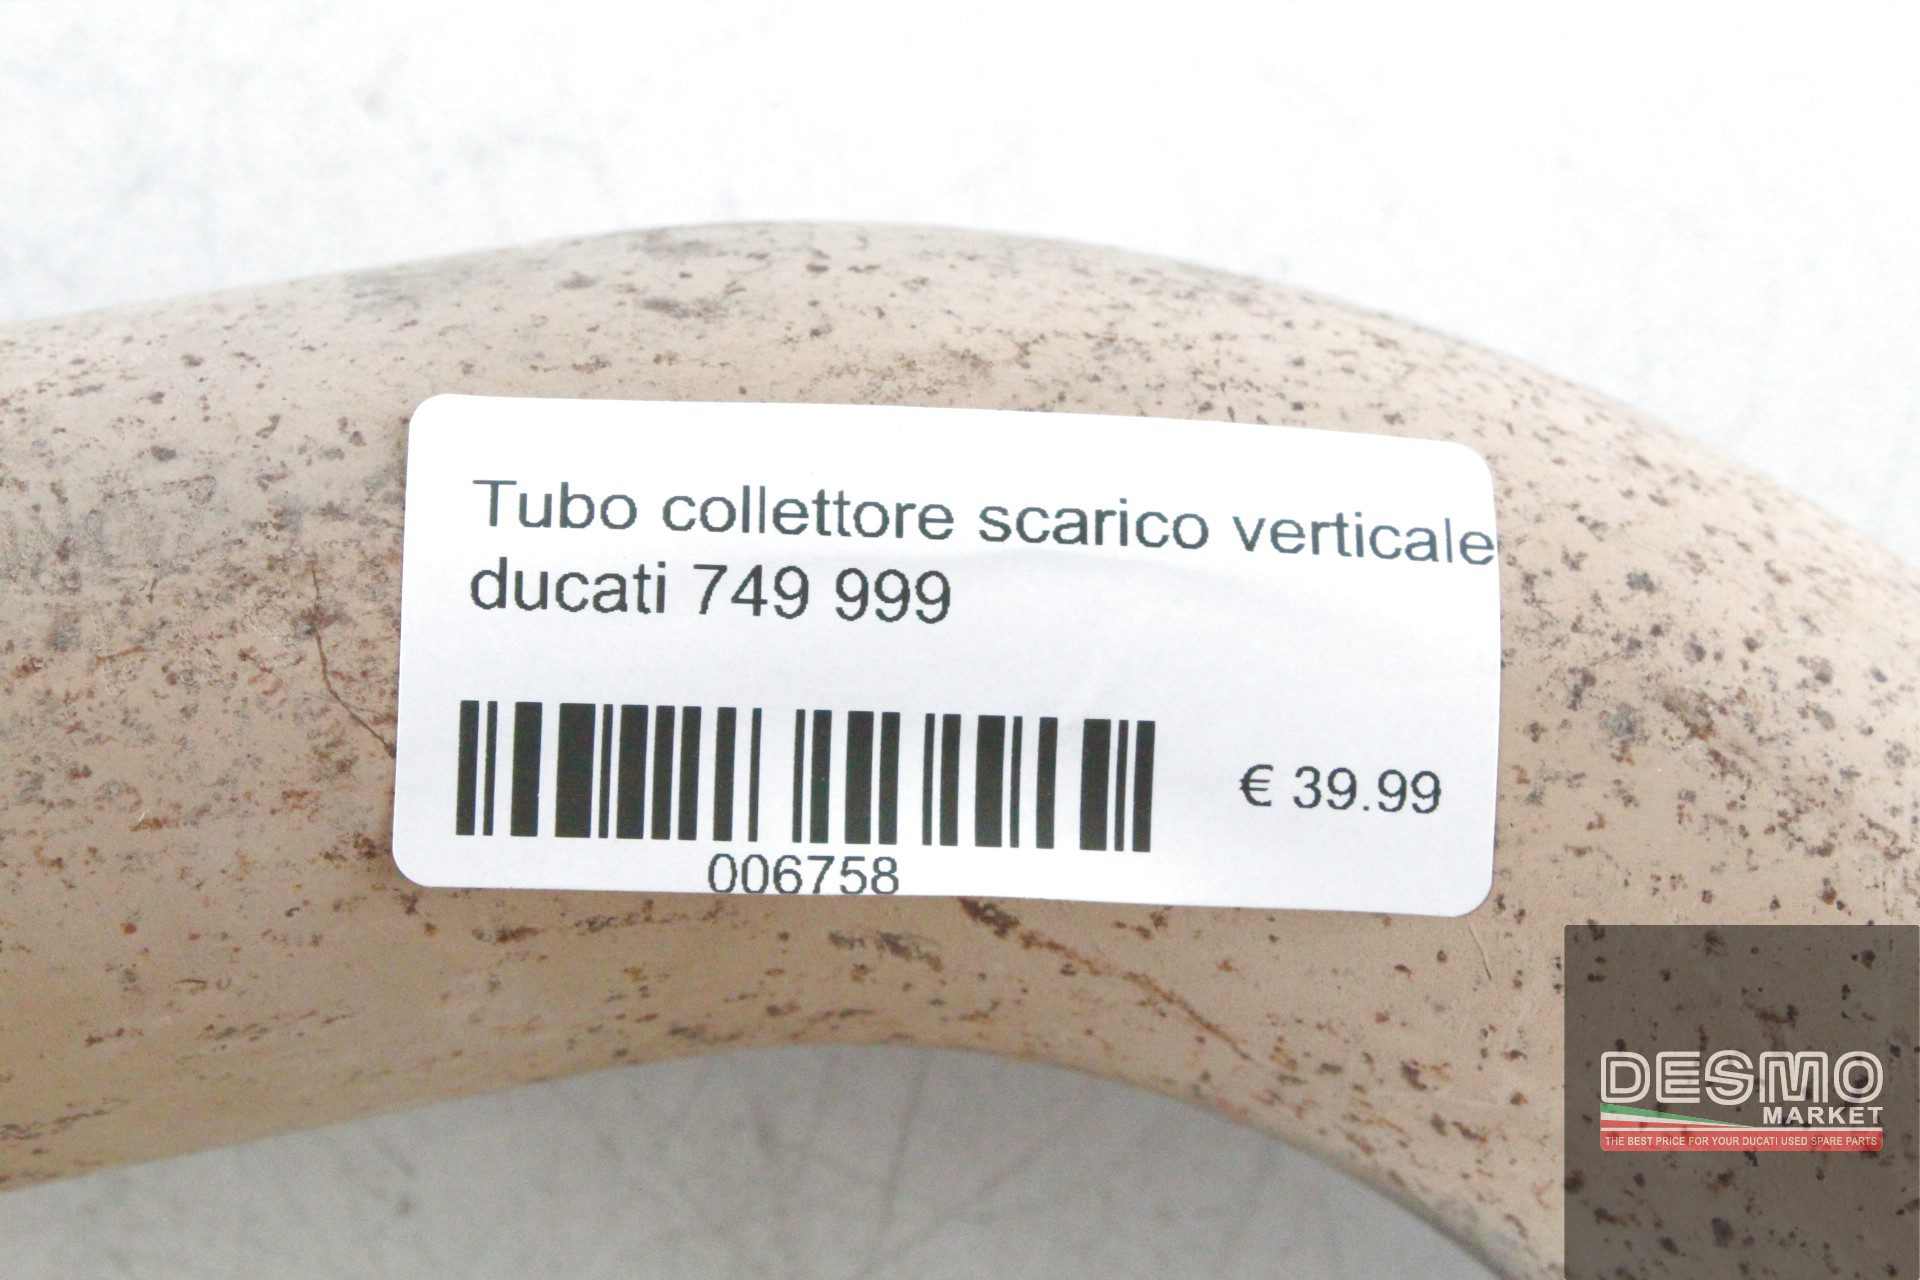 Tubo collettore scarico verticale
ducati 749 999
€ 39.99
006758
DESMO
MARKET
THE BEST PRICE FOR YOUR DUCATI USED SPARE PARTS